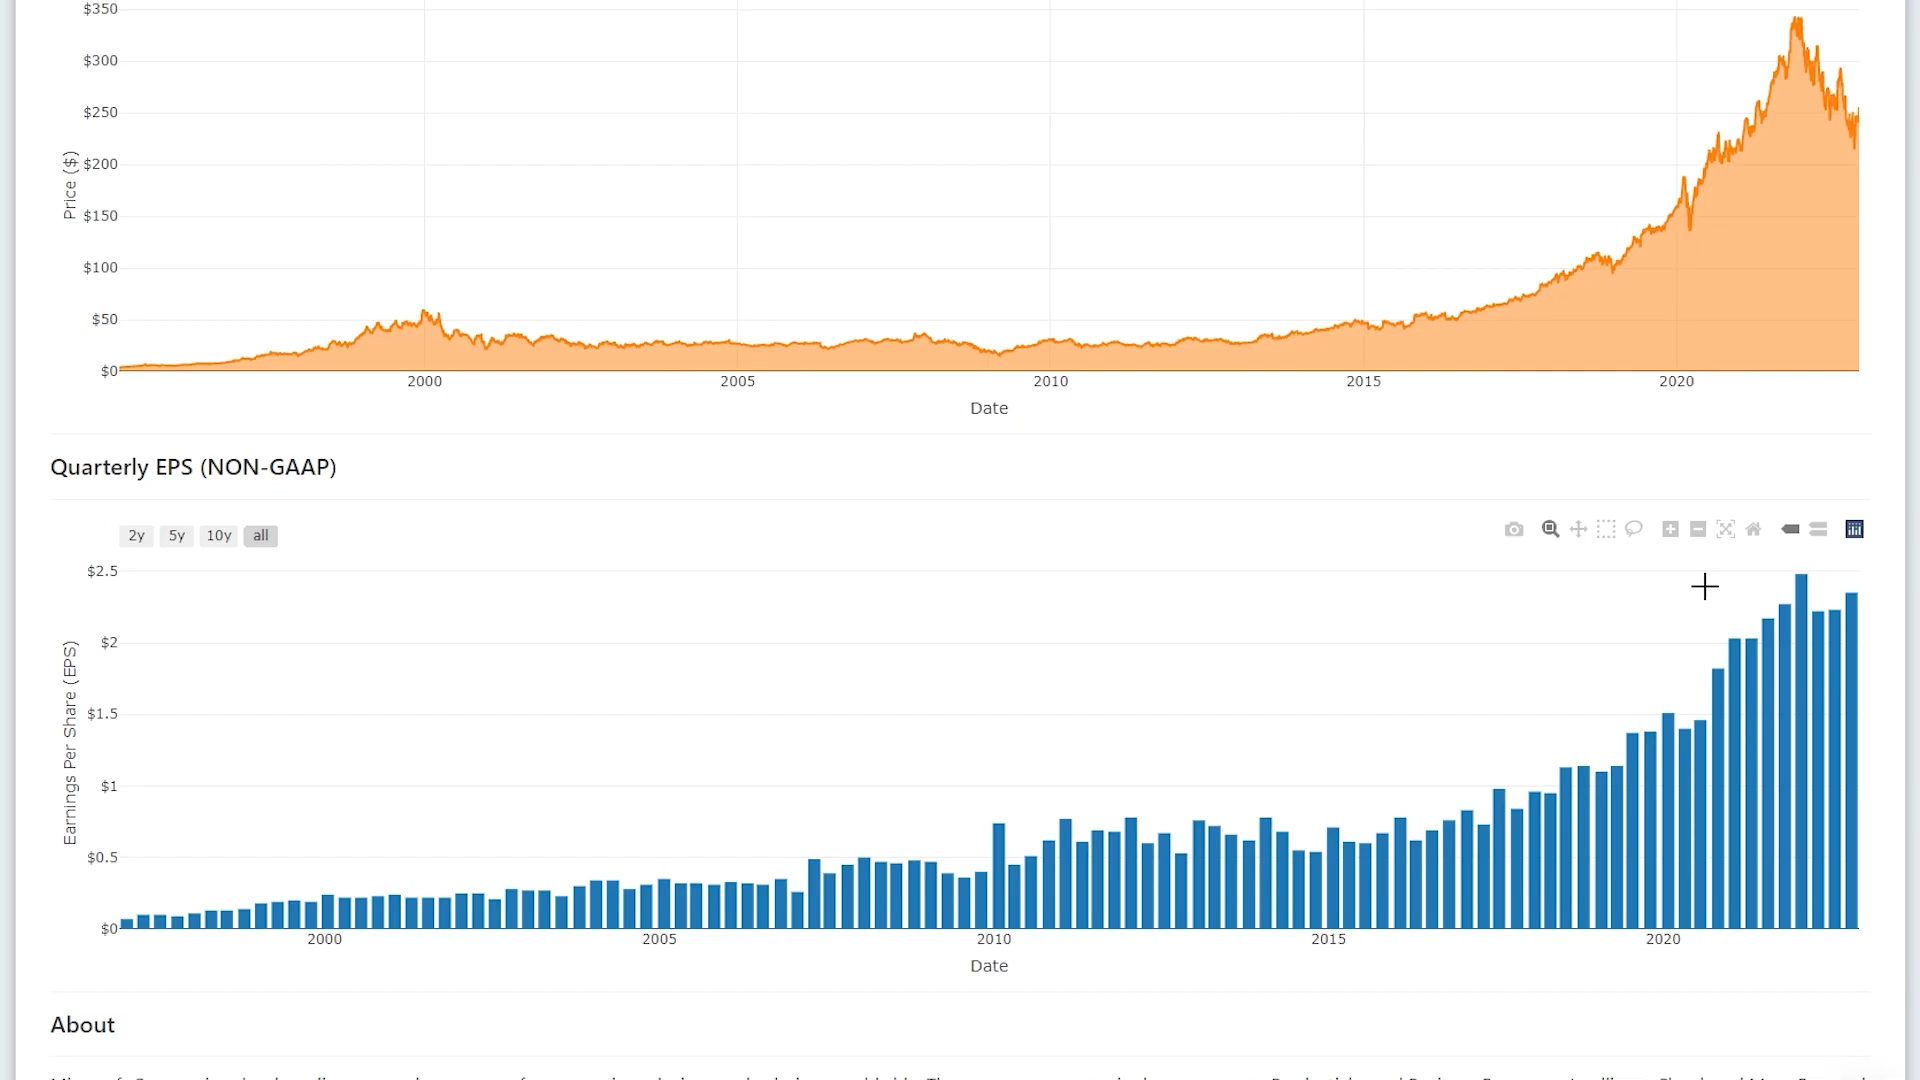 $350
$300
$250
$200
$150
$100
$50
$0
Price ($)
2000 2005 2010 2015 2020
Date
Quarterly EPS (NON-GAAP)
2y 5y 10y all
$2.5
$2
$1.5
$1
$0.5
$0
Earnings Per Share (EPS)
2000 2005 2010 2015 2020
Date
About